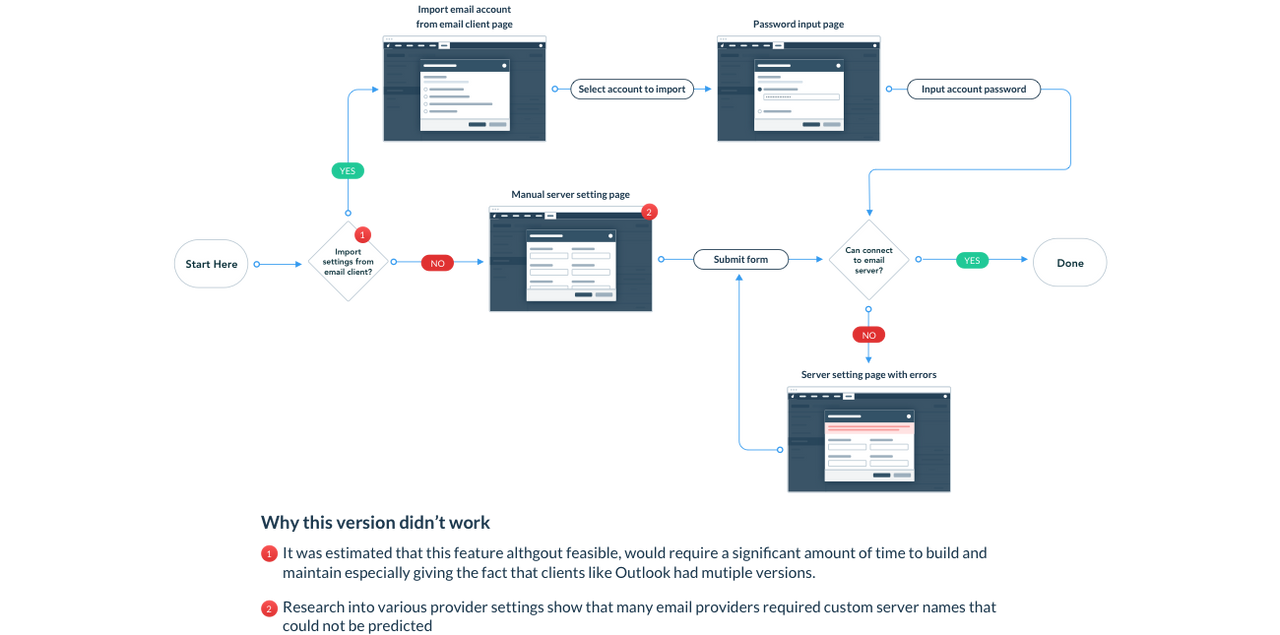 Import email account
from email client page
Password input page
Select account to import
Input account password
YES
Manual server setting page
2
1
Start Here
Import
settings from
email client?
NO
Submit form
Can connect
to email
server?
YES
Done
NO
Server setting page with errors
Why this version didn't work
1 It was estimated that this feature althgout feasible, would require a significant amount of time to build and
maintain especially giving the fact that clients like Outlook had mutiple versions.
2 Research into various provider settings show that many email providers required custom server names that
could not be predicted